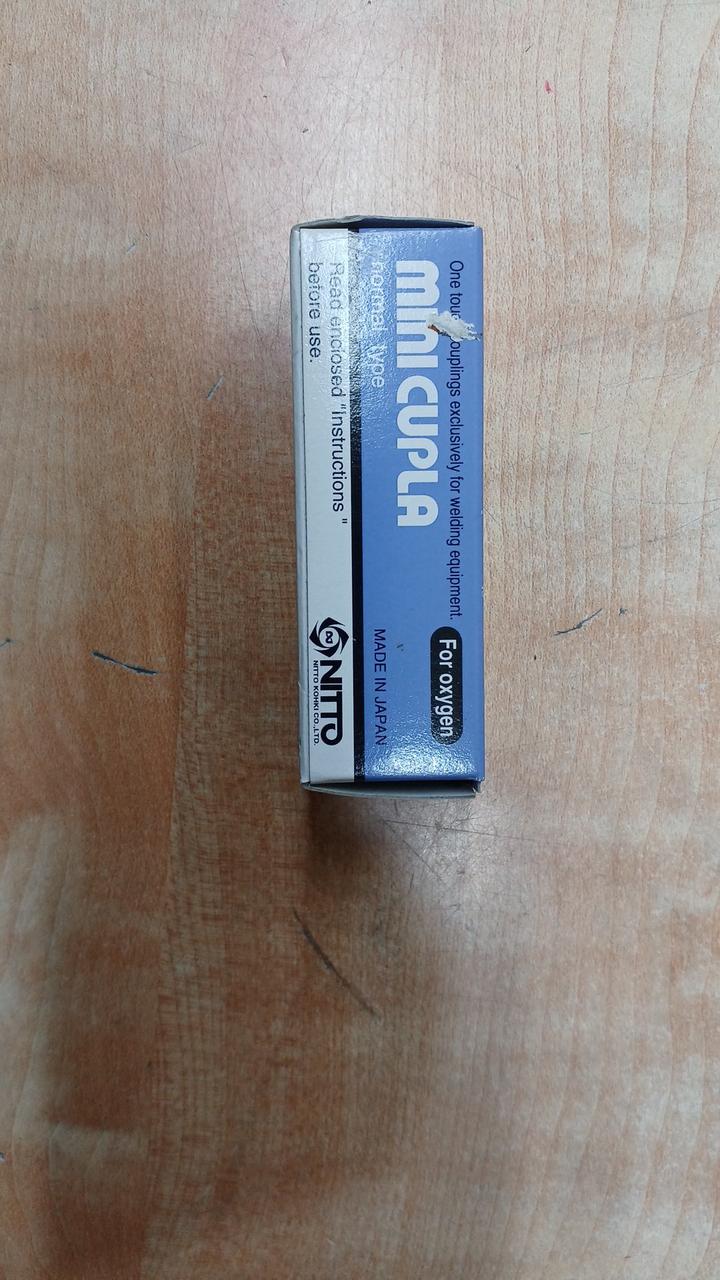 One touch couplings exclusively for welding equipment.
For oxygen
MINI CUPLA
normal type
MADE IN JAPAN
Read enclosed "Instructions"
before use.
NITTO
NITTO KOHKI CO.,LTD.